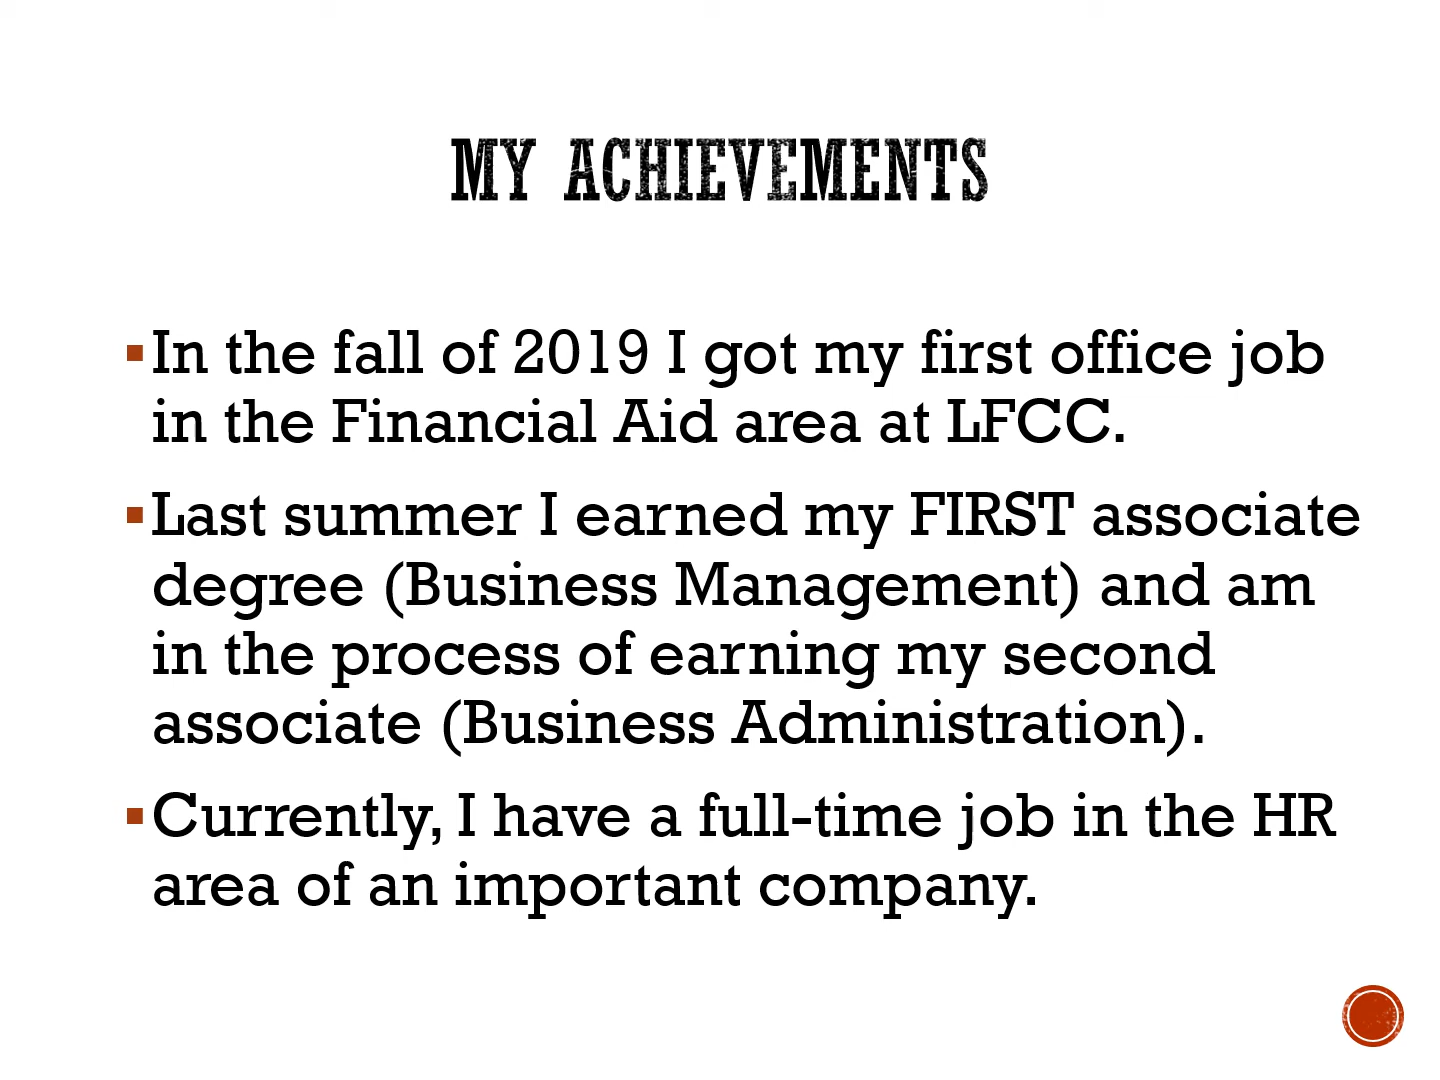 MY ACHIEVEMENTS
▪In the fall of 2019 I got my first office job
in the Financial Aid area at LFCC.
▪Last summer I earned my FIRST associate
degree (Business Management) and am
in the process of earning my second
associate (Business Administration).
▪Currently, I have a full-time job in the HR
area of an important company.